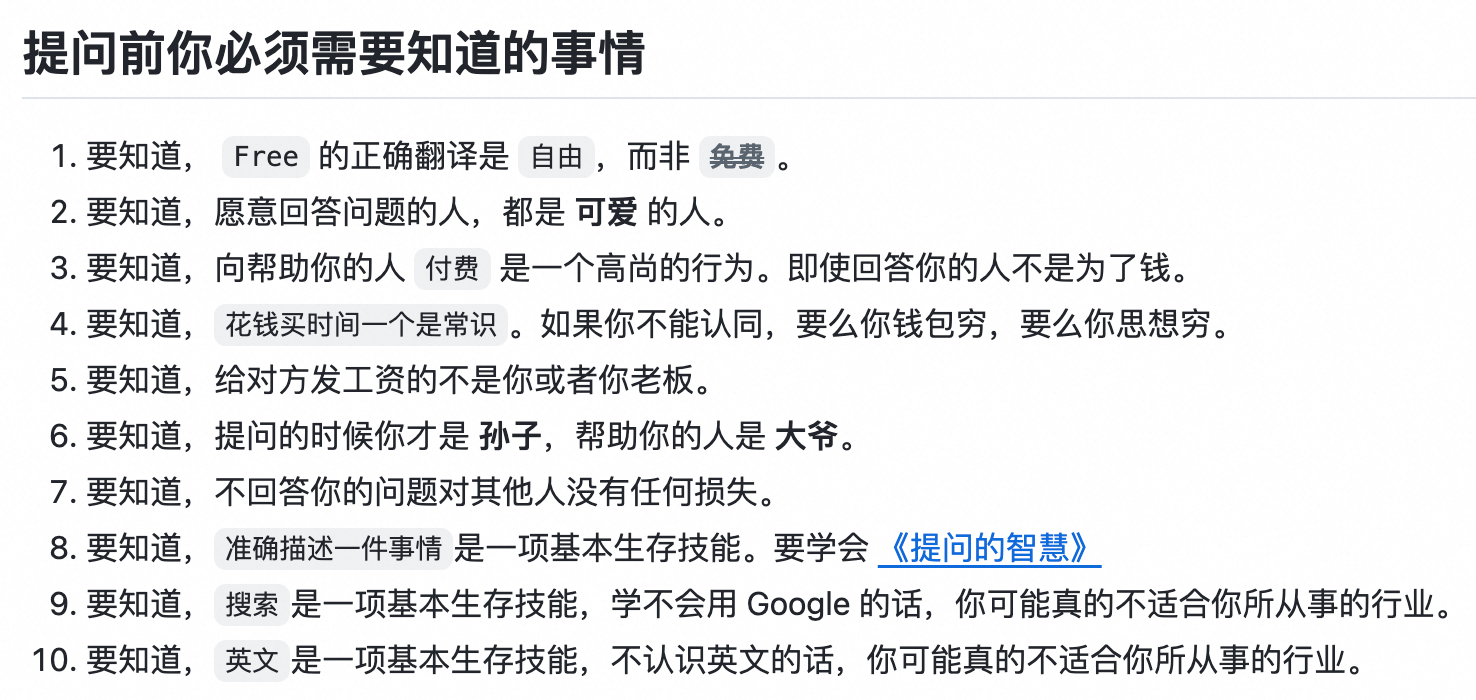 提问前你必须需要知道的事情
1. 要知道， Free 的正确翻译是 自由，而非 免费。
2. 要知道，愿意回答问题的人，都是 可爱 的人。
3. 要知道，向帮助你的人 付费 是一个高尚的行为。即使回答你的人不是为了钱。
4. 要知道，花钱买时间一个是常识。如果你不能认同，要么你钱包穷，要么你思想穷。
5. 要知道，给对方发工资的不是你或者你老板。
6. 要知道，提问的时候你才是 孙子，帮助你的人是 大爷。
7. 要知道，不回答你的问题对其他人没有任何损失。
8. 要知道，准确描述一件事情是一项基本生存技能。要学会 《提问的智慧》
9. 要知道，搜索是一项基本生存技能，学不会用 Google 的话，你可能真的不适合你所从事的行业。
10. 要知道，英文是一项基本生存技能，不认识英文的话，你可能真的不适合你所从事的行业。